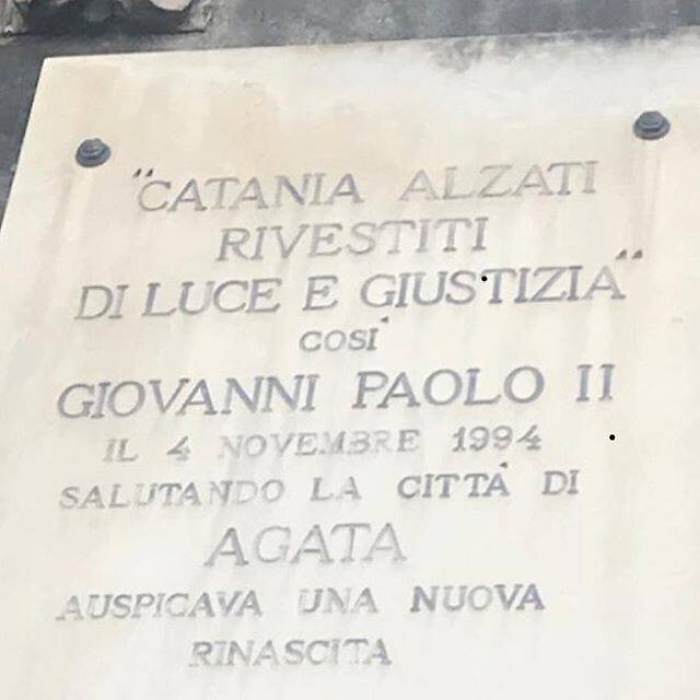 "CATANIA ALZATI
RIVESTITI
DI LUCE E GIUSTIZIA"
COSÌ
GIOVANNI PAOLO II
IL 4 NOVEMBRE 1994
SALUTANDO LA CITTÀ DI
AGATA
AUSPICAVA UNA NUOVA
RINASCITA